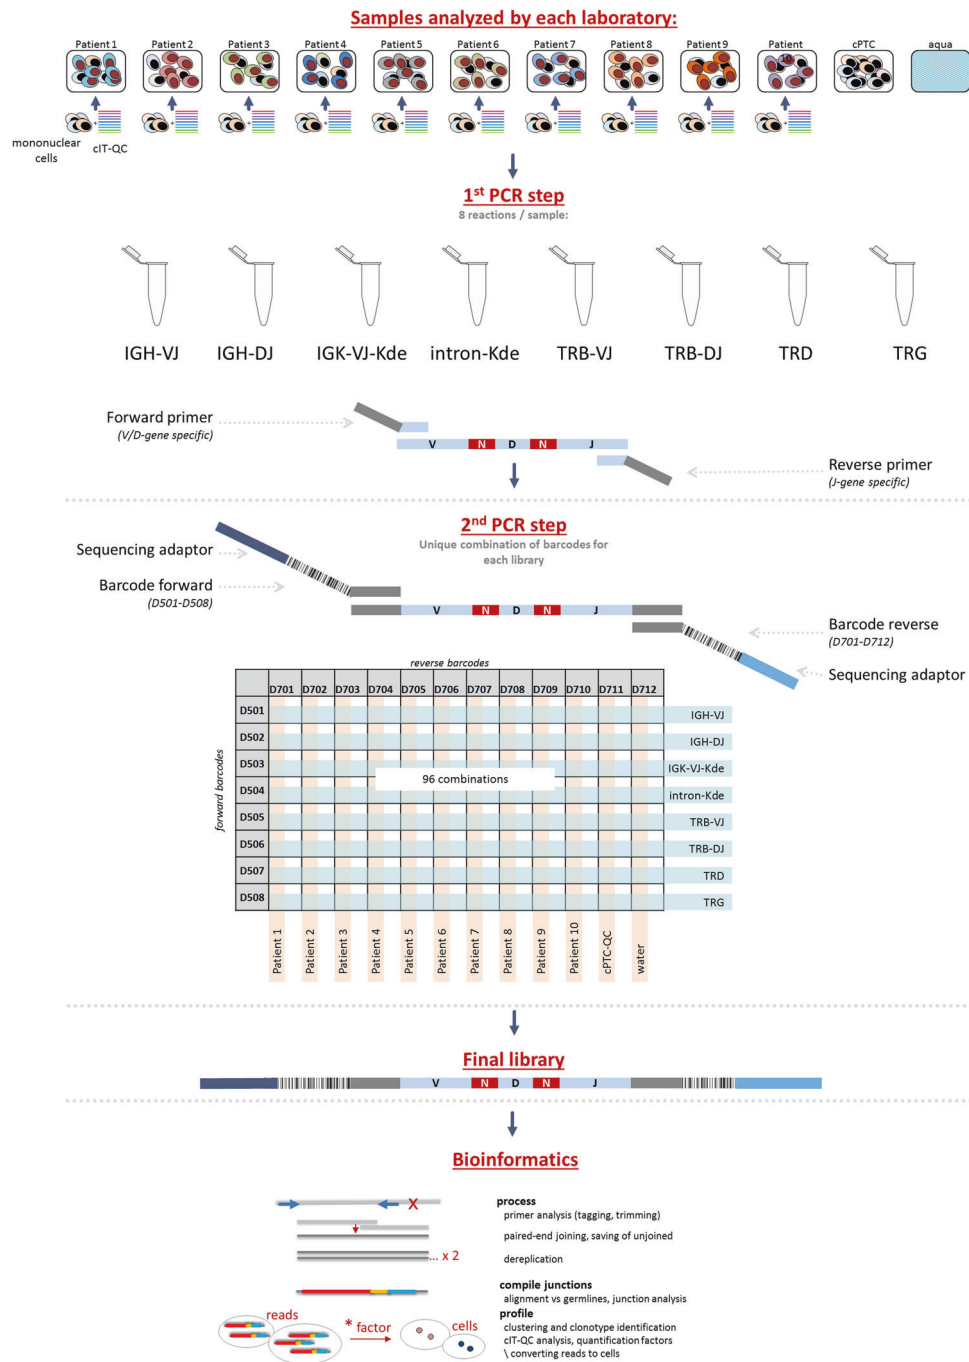 Samples analyzed by each laboratory:
Patient 1 Patient 2 Patient 3 Patient 4 Patient 5 Patient 6 Patient 7 Patient 8 Patient 9 Patient 10 cPTC aqua
+ + + + + + + + + +
mononuclear cells
cIT-QC
1st PCR step
8 reactions / sample:
IGH-VJ IGH-DJ IGK-VJ-Kde intron-Kde TRB-VJ TRB-DJ TRD TRG
Forward primer
(V/D-gene specific)
V N D N J
Reverse primer
(J-gene specific)
2nd PCR step
Unique combination of barcodes for
each library
Sequencing adaptor
Barcode forward
(D501-D508)
V N D N J
Barcode reverse
(D701-D712)
Sequencing adaptor
reverse barcodes
D701 D702 D703 D704 D705 D706 D707 D708 D709 D710 D711 D712
forward barcodes
D501 IGH-VJ
D502 IGH-DJ
D503 IGK-VJ-Kde
96 combinations
D504 intron-Kde
D505 TRB-VJ
D506 TRB-DJ
D507 TRD
D508 TRG
Patient 1
Patient 2
Patient 3
Patient 4
Patient 5
Patient 6
Patient 7
Patient 8
Patient 9
Patient 10
cPTC-QC
water
Final library
V N D N J
Bioinformatics
X
process
primer analysis (tagging, trimming)
paired-end joining, saving of unjoined
... x 2
dereplication
compile junctions
alignment vs germlines, junction analysis
profile
clustering and clonotype identification
cIT-QC analysis, quantification factors
\ converting reads to cells
reads
* factor
cells